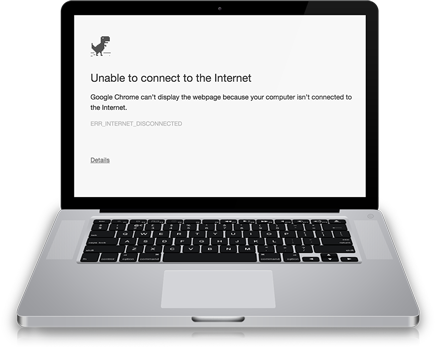 Unable to connect to the Internet
Google Chrome can't display the webpage because your computer isn't connected to
the Internet.
ERR_INTERNET_DISCONNECTED
Details